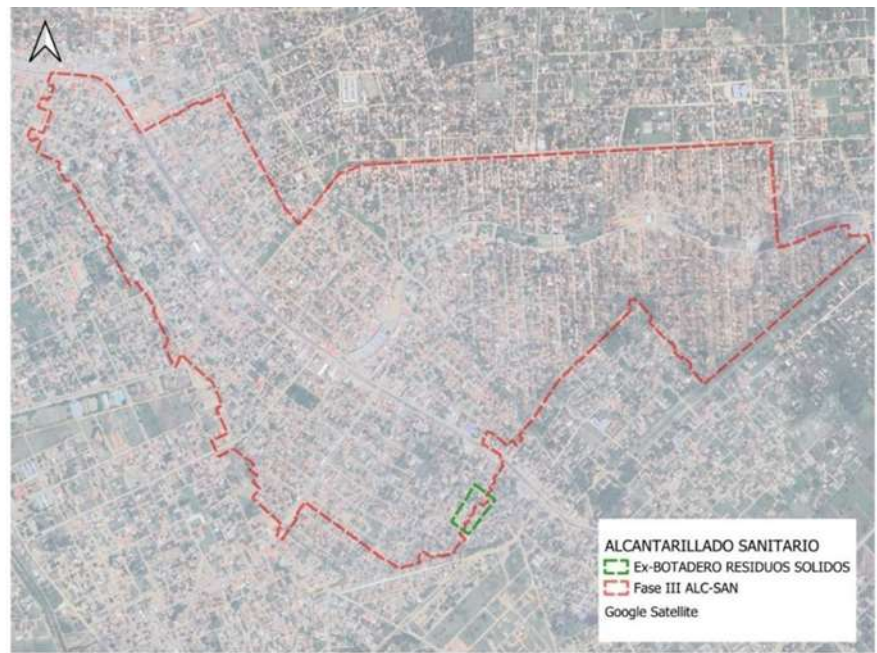 ALCANTARILLADO SANITARIO
Ex-BOTADERO RESIDUOS SOLIDOS
Fase III ALC-SAN
Google Satellite